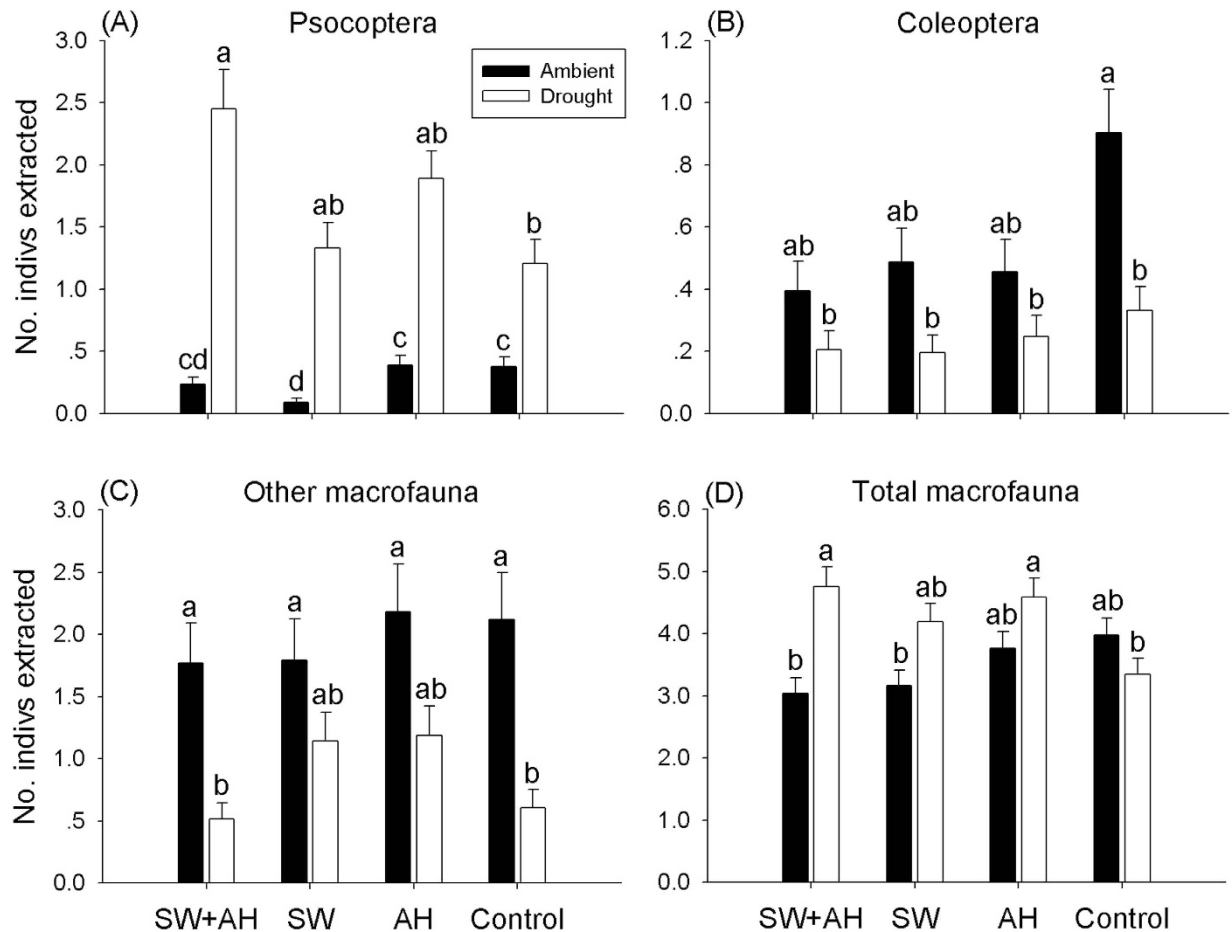 (A) Psocoptera
3.0
2.5
2.0
1.5
1.0
.5
0.0
No. indivs extracted
Ambient
Drought
a
ab
ab
b
cd
d
c
c
(B) Coleoptera
1.2
1.0
.8
.6
.4
.2
0.0
a
ab
ab
ab
b
b
b
b
(C) Other macrofauna
3.0
2.5
2.0
1.5
1.0
.5
0.0
No. indivs extracted
a
a
a
a
b
ab
ab
b
SW+AH SW AH Control
(D) Total macrofauna
6.0
5.0
4.0
3.0
2.0
1.0
0.0
b
a
b
ab
ab
a
ab
b
SW+AH SW AH Control